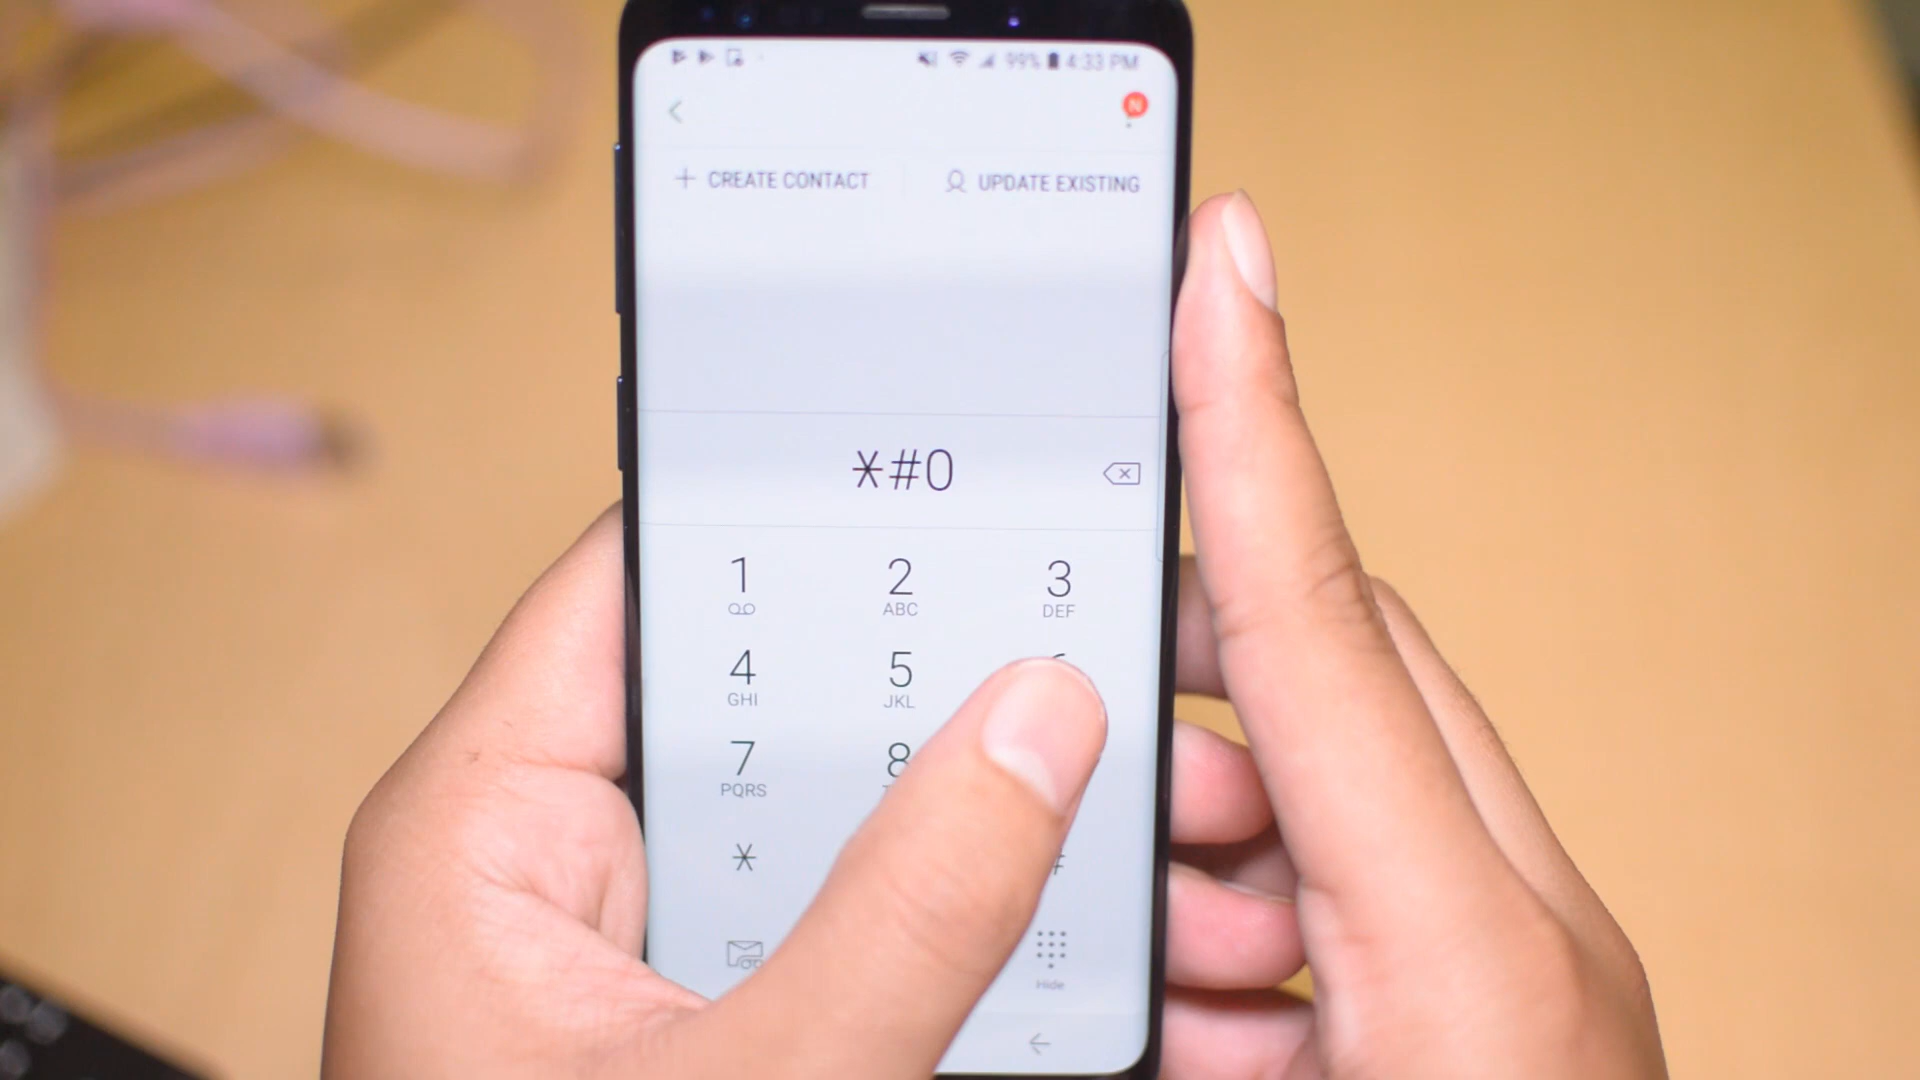 99% 4:33 PM
N
+ CREATE CONTACT UPDATE EXISTING
*#0
1 2 ABC 3 DEF
4 GHI 5 JKL
7 PQRS 8
* #
Hide